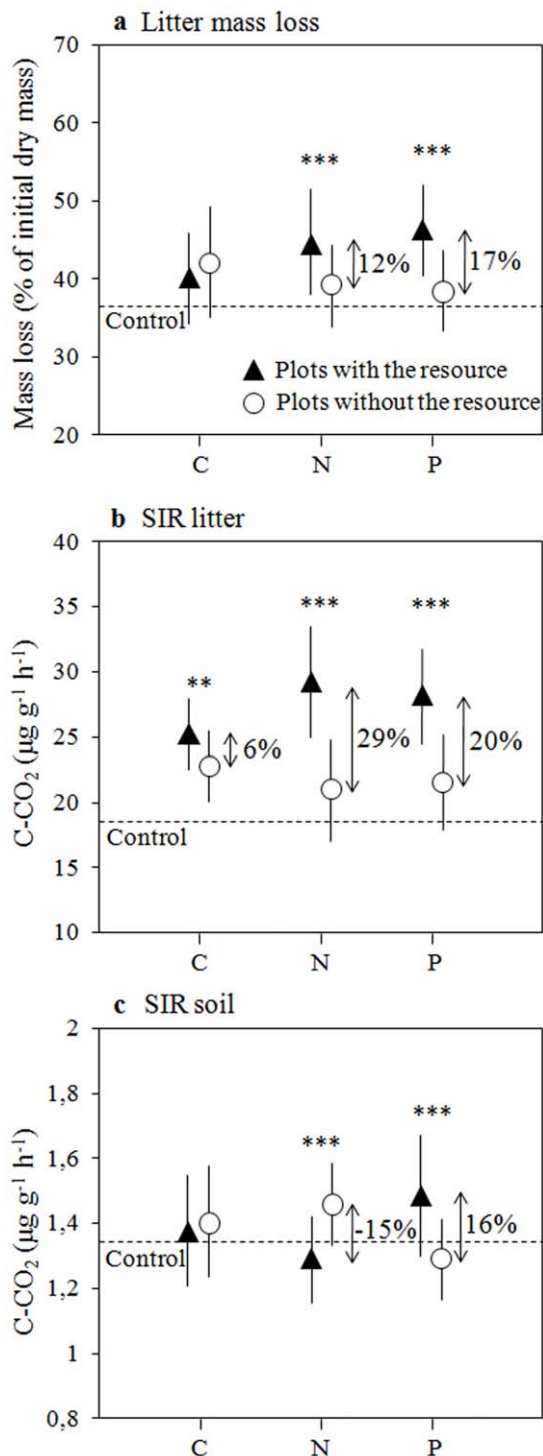 a Litter mass loss
Mass loss (% of initial dry mass)
70
60
50
40
30
20
*** ***
12% 17%
Control
Plots with the resource
Plots without the resource
C N P
b SIR litter
C-CO₂ (µg g⁻¹ h⁻¹)
40
35
30
25
20
15
10
** *** ***
6% 29% 20%
Control
C N P
c SIR soil
C-CO₂ (µg g⁻¹ h⁻¹)
2
1,8
1,6
1,4
1,2
1
0,8
*** ***
-15% 16%
Control
C N P